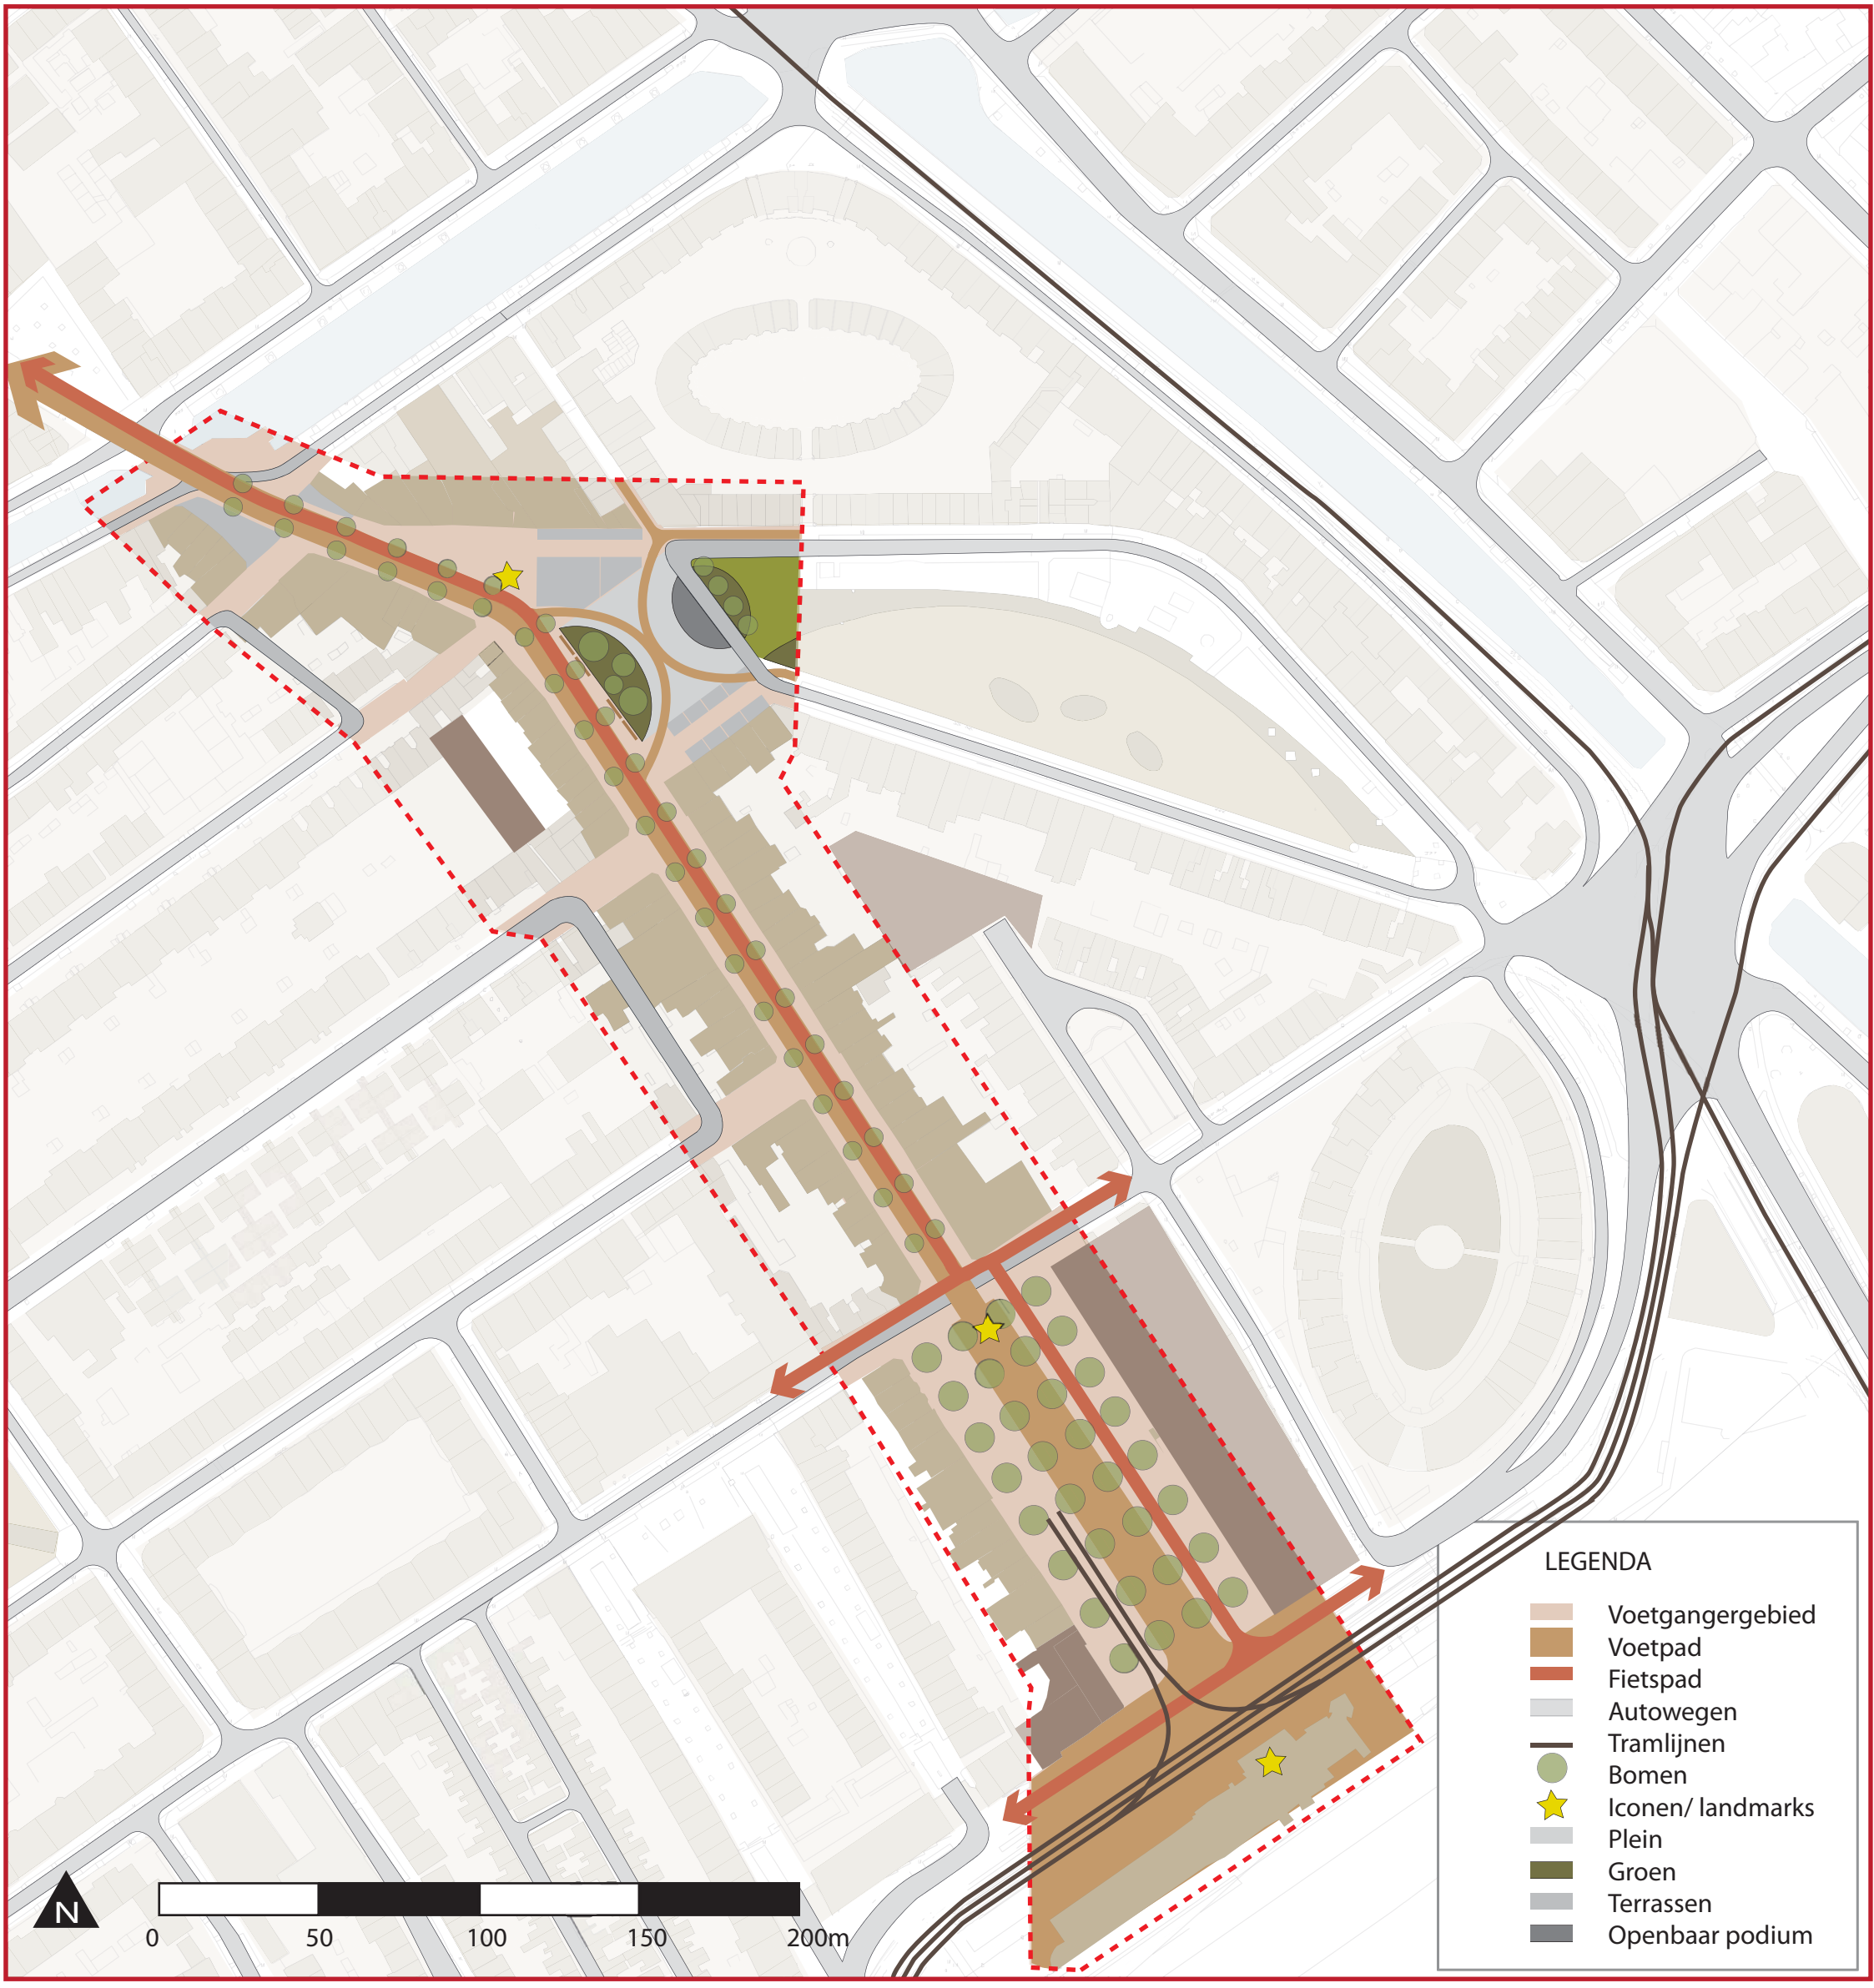 LEGENDA
Voetgangergebied
Voetpad
Fietspad
Autowegen
Tramlijnen
Bomen
Iconen/ landmarks
Plein
Groen
Terrassen
Openbaar podium
N
0 50 100 150 200m